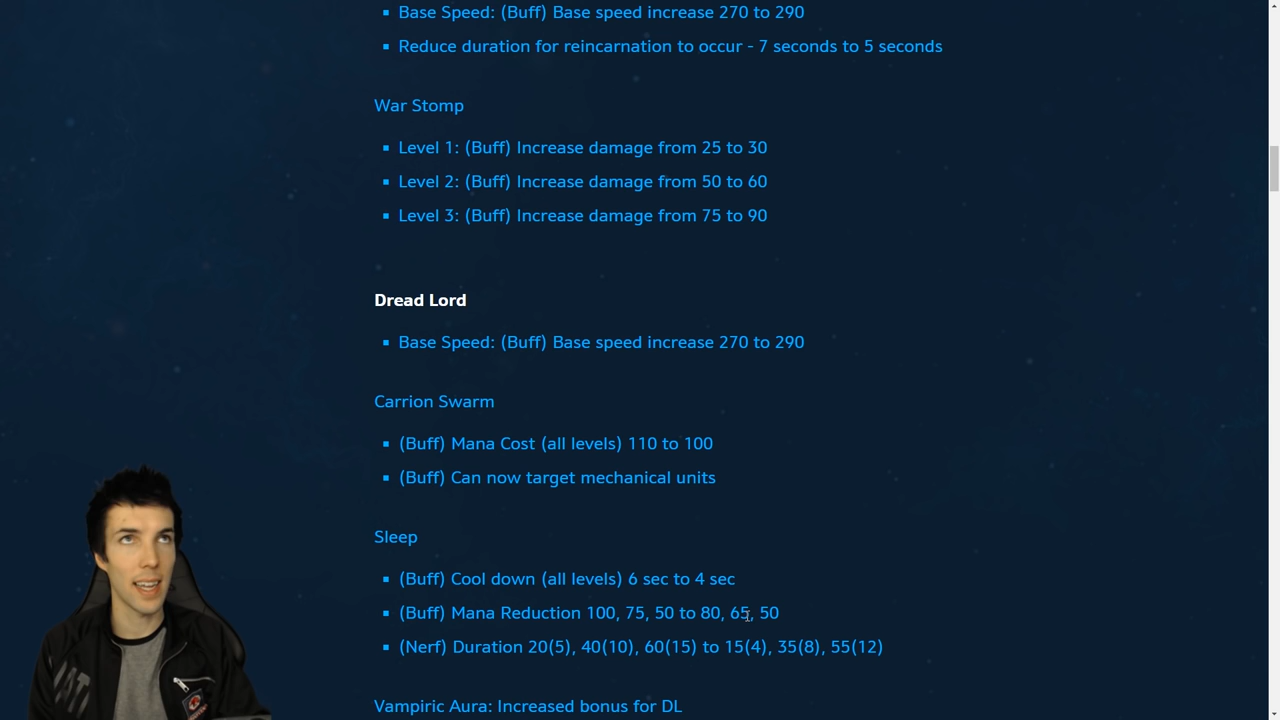 Base Speed: (Buff) Base speed increase 270 to 290
Reduce duration for reincarnation to occur - 7 seconds to 5 seconds
War Stomp
Level 1: (Buff) Increase damage from 25 to 30
Level 2: (Buff) Increase damage from 50 to 60
Level 3: (Buff) Increase damage from 75 to 90
Dread Lord
Base Speed: (Buff) Base speed increase 270 to 290
Carrion Swarm
(Buff) Mana Cost (all levels) 110 to 100
(Buff) Can now target mechanical units
Sleep
(Buff) Cool down (all levels) 6 sec to 4 sec
(Buff) Mana Reduction 100, 75, 50 to 80, 65, 50
(Nerf) Duration 20(5), 40(10), 60(15) to 15(4), 35(8), 55(12)
Vampiric Aura: Increased bonus for DL